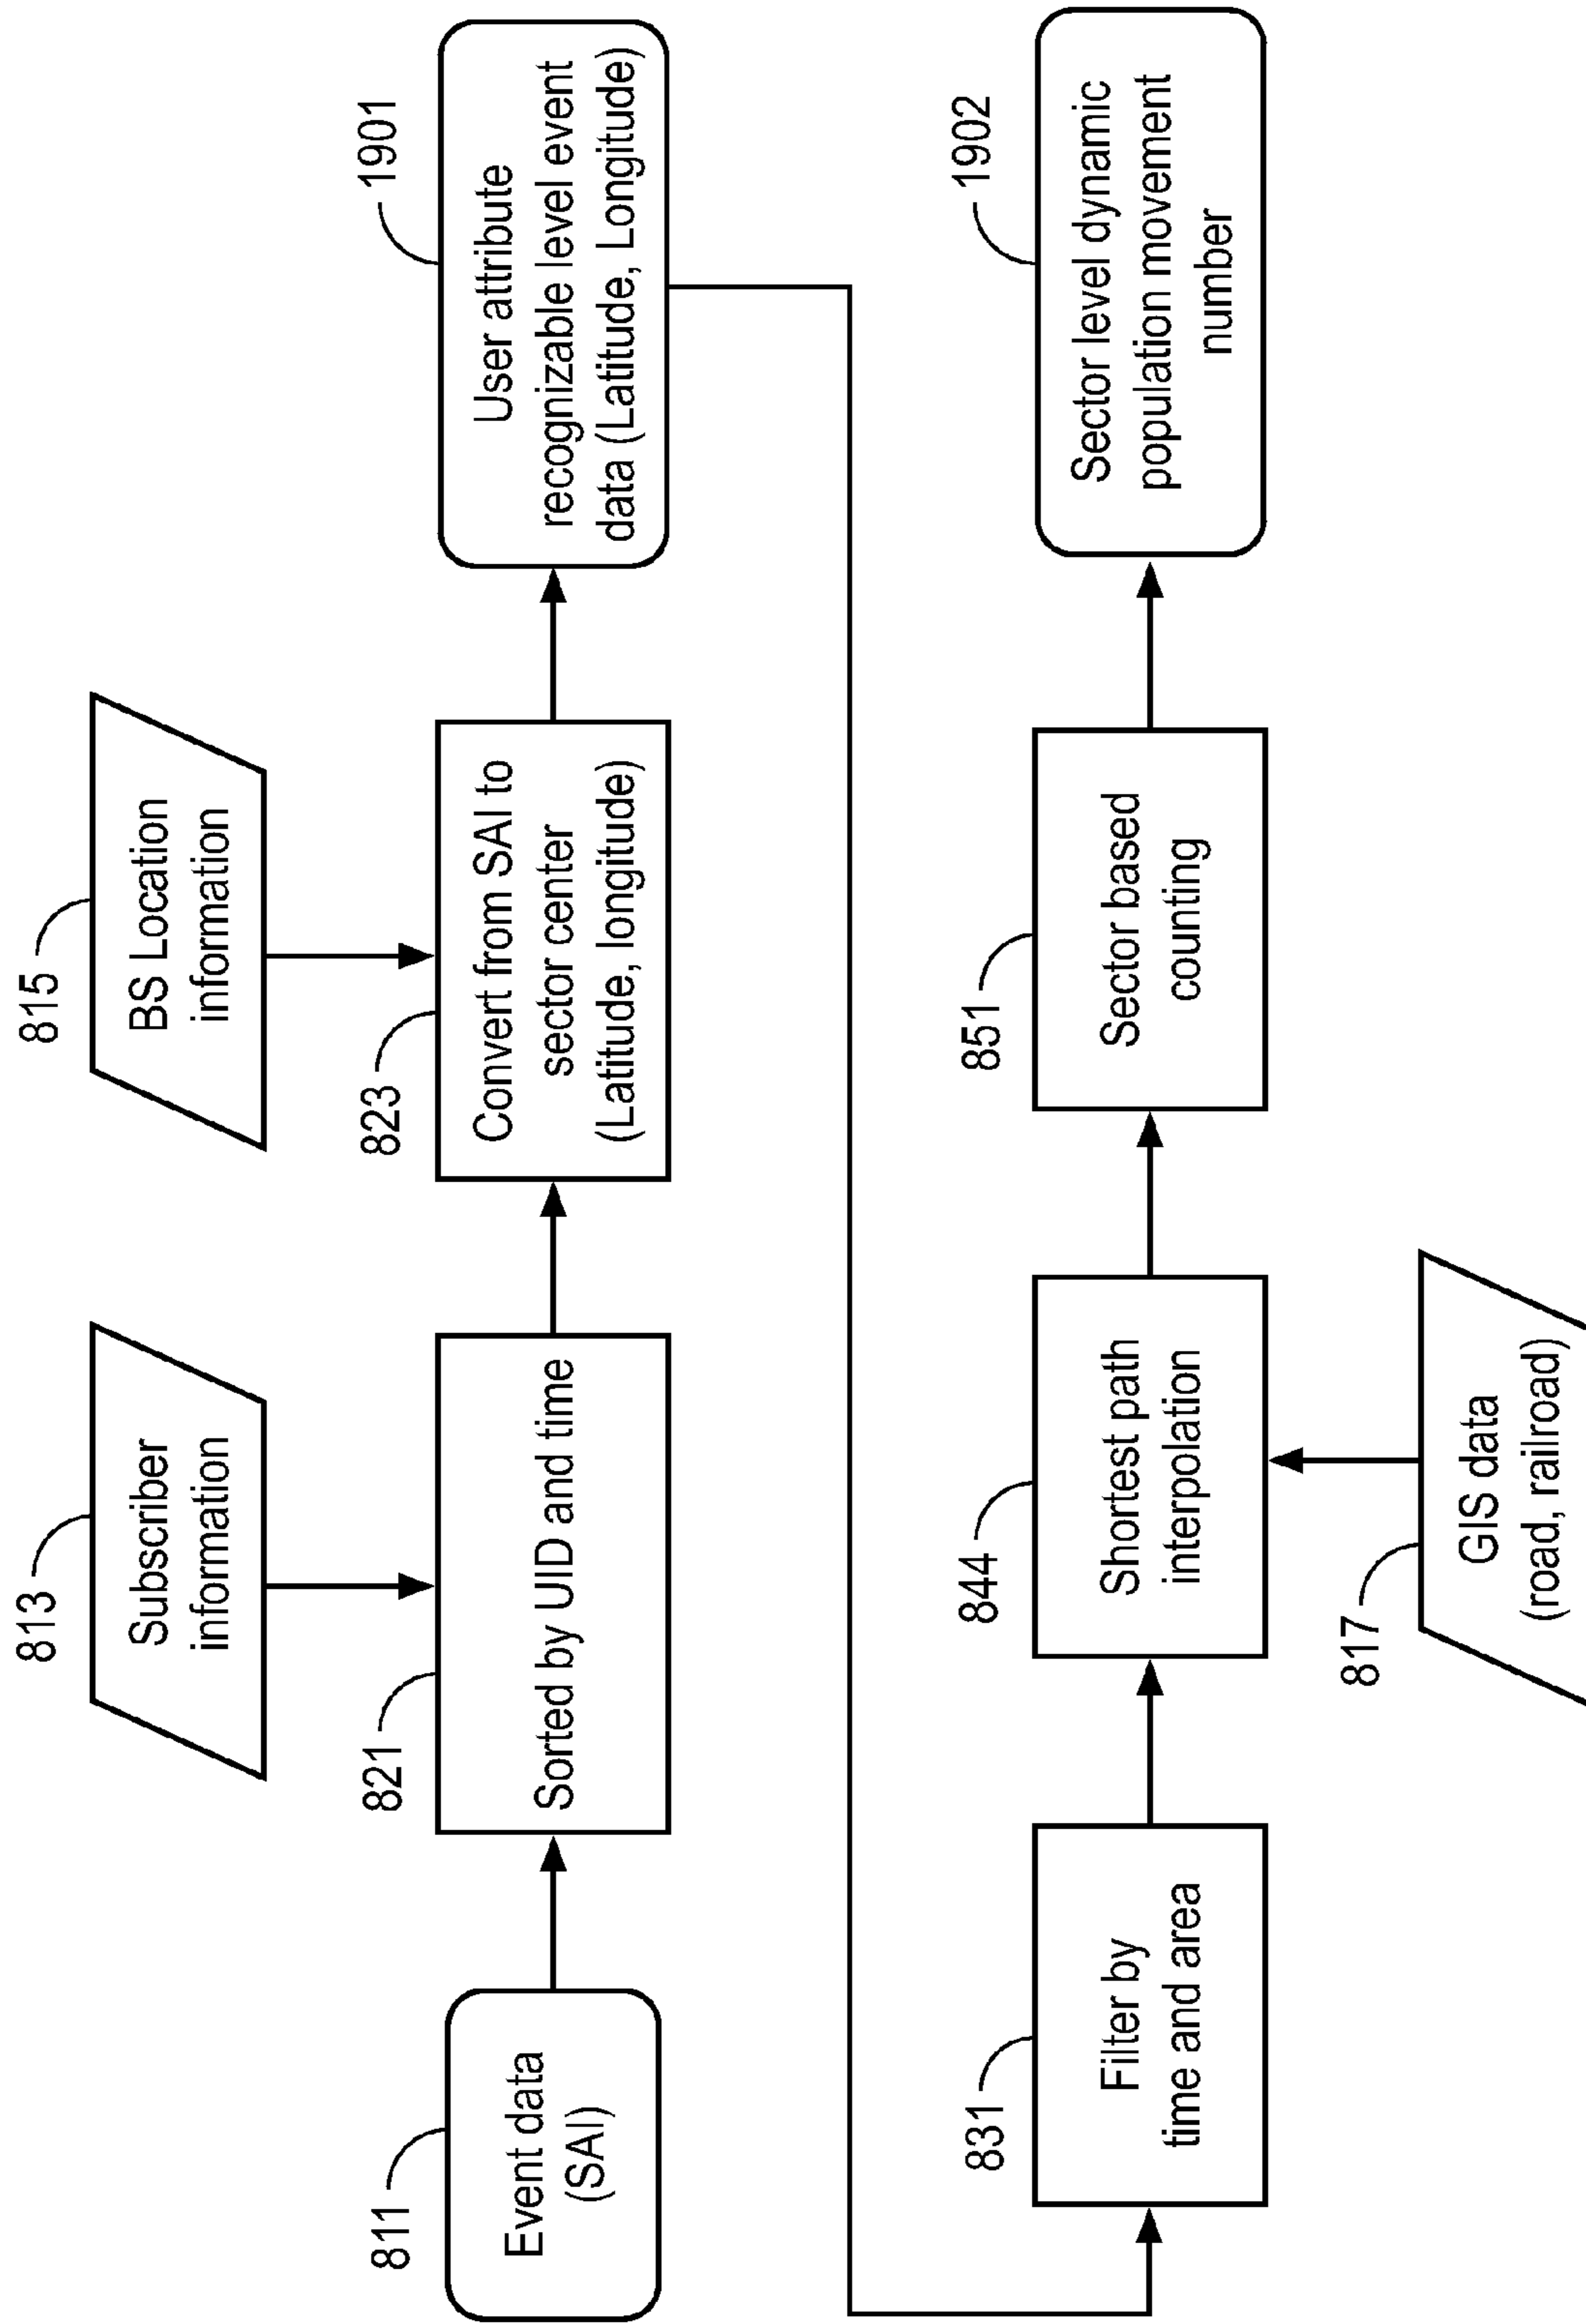 813
Subscriber
information
815
BS Location
information
811
Event data
(SAI)
821
Sorted by UID and time
823
Convert from SAI to
sector center
(Latitude, longitude)
1901
User attribute
recognizable level event
data (Latitude, Longitude)
831
Filter by
time and area
844
Shortest path
interpolation
851
Sector based
counting
1902
Sector level dynamic
population movement
number
817
GIS data
(road, railroad)